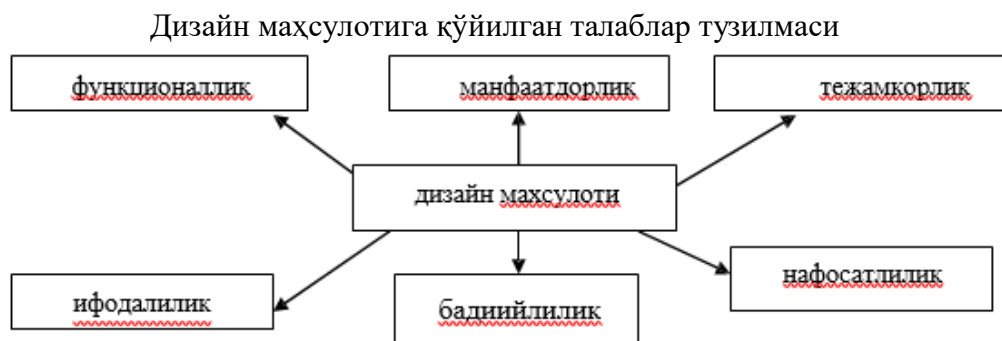 Дизайн маҳсулотига қўйилган талаблар тузилмаси
функционаллик
манфаатдорлик
тежамкорлик
дизайн махсулоти
ифодалилик
бадиийлилик
нафосатлилик